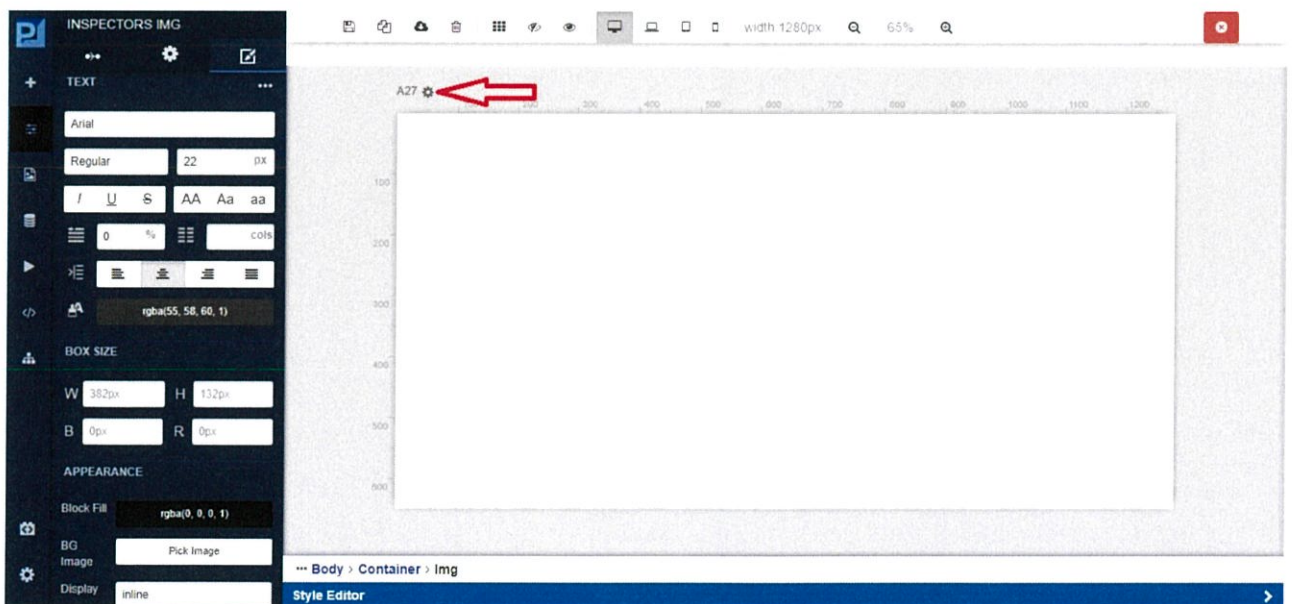 INSPECTORS IMG
width 1280px
65%
TEXT
A27
200 300 400 500 600 700 800 900 1000 1100 1200
Arial
Regular
22 px
I U S AA Aa aa
0 % cols
rgba(55, 58, 60, 1)
100
200
300
400
500
600
BOX SIZE
W 382px H 132px
B 0px R 0px
APPEARANCE
Block Fill rgba(0, 0, 0, 1)
BG
Image
Pick Image
Display inline
Body > Container > Img
Style Editor